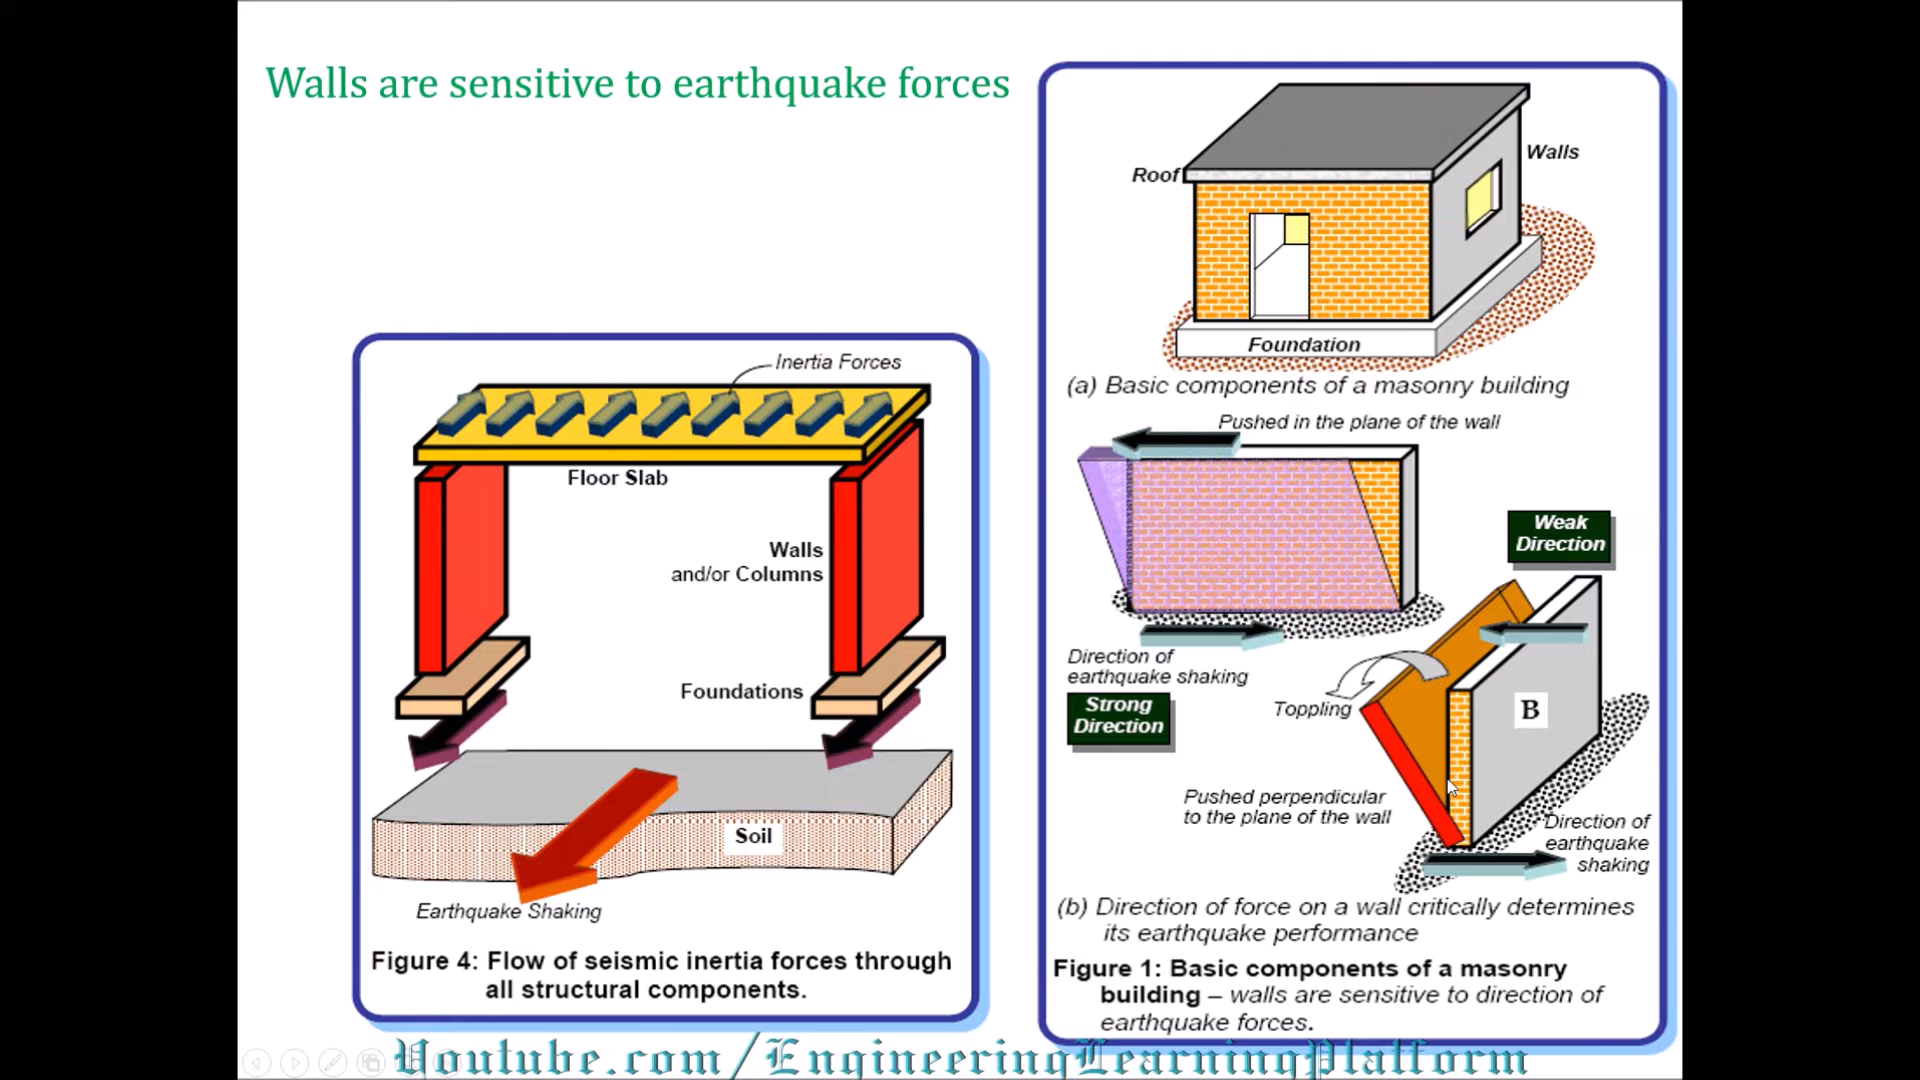 Walls are sensitive to earthquake forces
Inertia Forces
Floor Slab
Walls
and/or Columns
Foundations
Soil
Earthquake Shaking
Figure 4: Flow of seismic inertia forces through
all structural components.
Roof
Walls
Foundation
(a) Basic components of a masonry building
Pushed in the plane of the wall
Weak
Direction
Direction of
earthquake shaking
Strong
Direction
Toppling
B
Pushed perpendicular
to the plane of the wall
Direction of
earthquake
shaking
(b) Direction of force on a wall critically determines
its earthquake performance
Figure 1: Basic components of a masonry
building – walls are sensitive to direction of
earthquake forces.
Youtube.com/EngineeringLearningPlatform